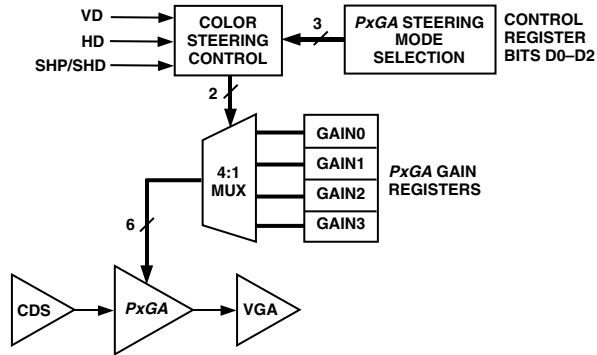 VD
HD
SHP/SHD
COLOR
STEERING
CONTROL
3
PxGA STEERING
MODE
SELECTION
CONTROL
REGISTER
BITS D0–D2
2
4:1
MUX
GAIN0
GAIN1
GAIN2
GAIN3
PxGA GAIN
REGISTERS
6
CDS
PxGA
VGA